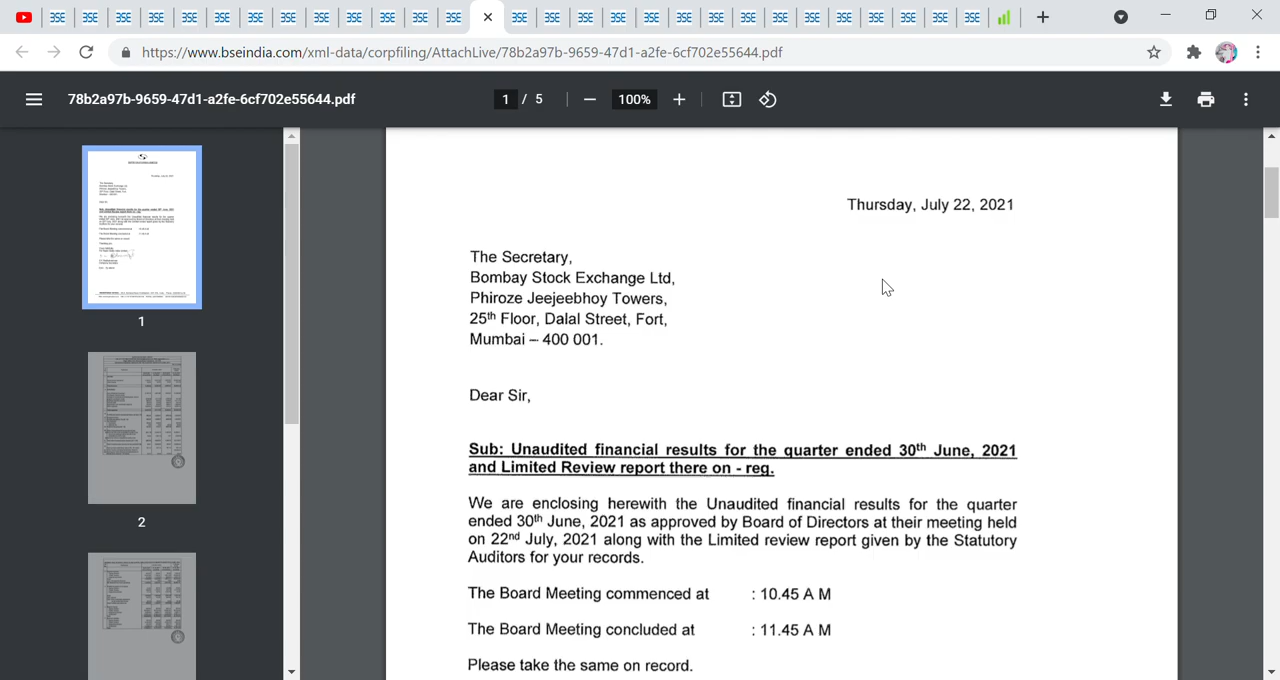 https://www.bseindia.com/xml-data/corpfiling/AttachLive/78b2a97b-9659-47d1-a2fe-6cf702e55644.pdf
78b2a97b-9659-47d1-a2fe-6cf702e55644.pdf
1 / 5
100%
1
2
Thursday, July 22, 2021
The Secretary,
Bombay Stock Exchange Ltd,
Phiroze Jeejeebhoy Towers,
25th Floor, Dalal Street, Fort,
Mumbai – 400 001.
Dear Sir,
Sub: Unaudited financial results for the quarter ended 30th June, 2021
and Limited Review report there on - reg.
We are enclosing herewith the Unaudited financial results for the quarter
ended 30th June, 2021 as approved by Board of Directors at their meeting held
on 22nd July, 2021 along with the Limited review report given by the Statutory
Auditors for your records.
The Board Meeting commenced at : 10.45 A M
The Board Meeting concluded at : 11.45 A M
Please take the same on record.